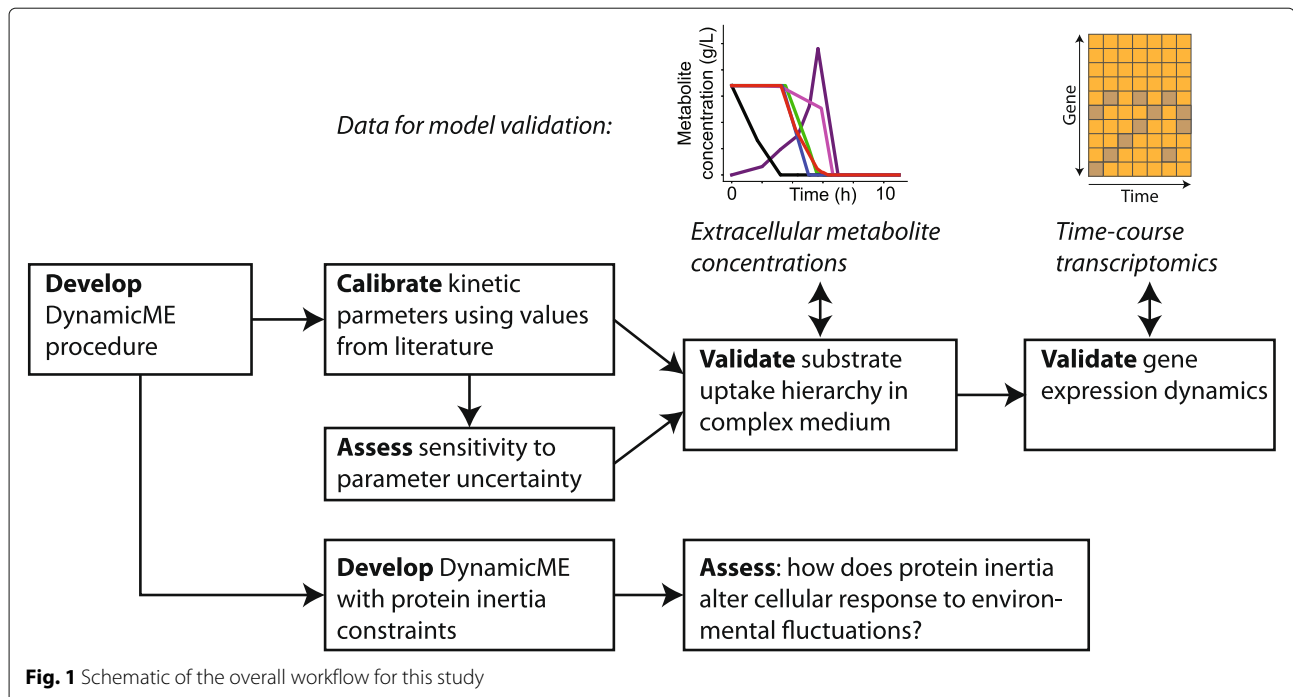 Data for model validation:
Metabolite
concentration (g/L)
0
Time (h)
10
Gene
Time
Extracellular metabolite
concentrations
Time-course
transcriptomics
Develop
DynamicME
procedure
Calibrate kinetic
parmeters using values
from literature
Assess sensitivity to
parameter uncertainty
Validate substrate
uptake hierarchy in
complex medium
Validate gene
expression dynamics
Develop DynamicME
with protein inertia
constraints
Assess: how does protein inertia
alter cellular response to environ-
mental fluctuations?
Fig. 1 Schematic of the overall workflow for this study